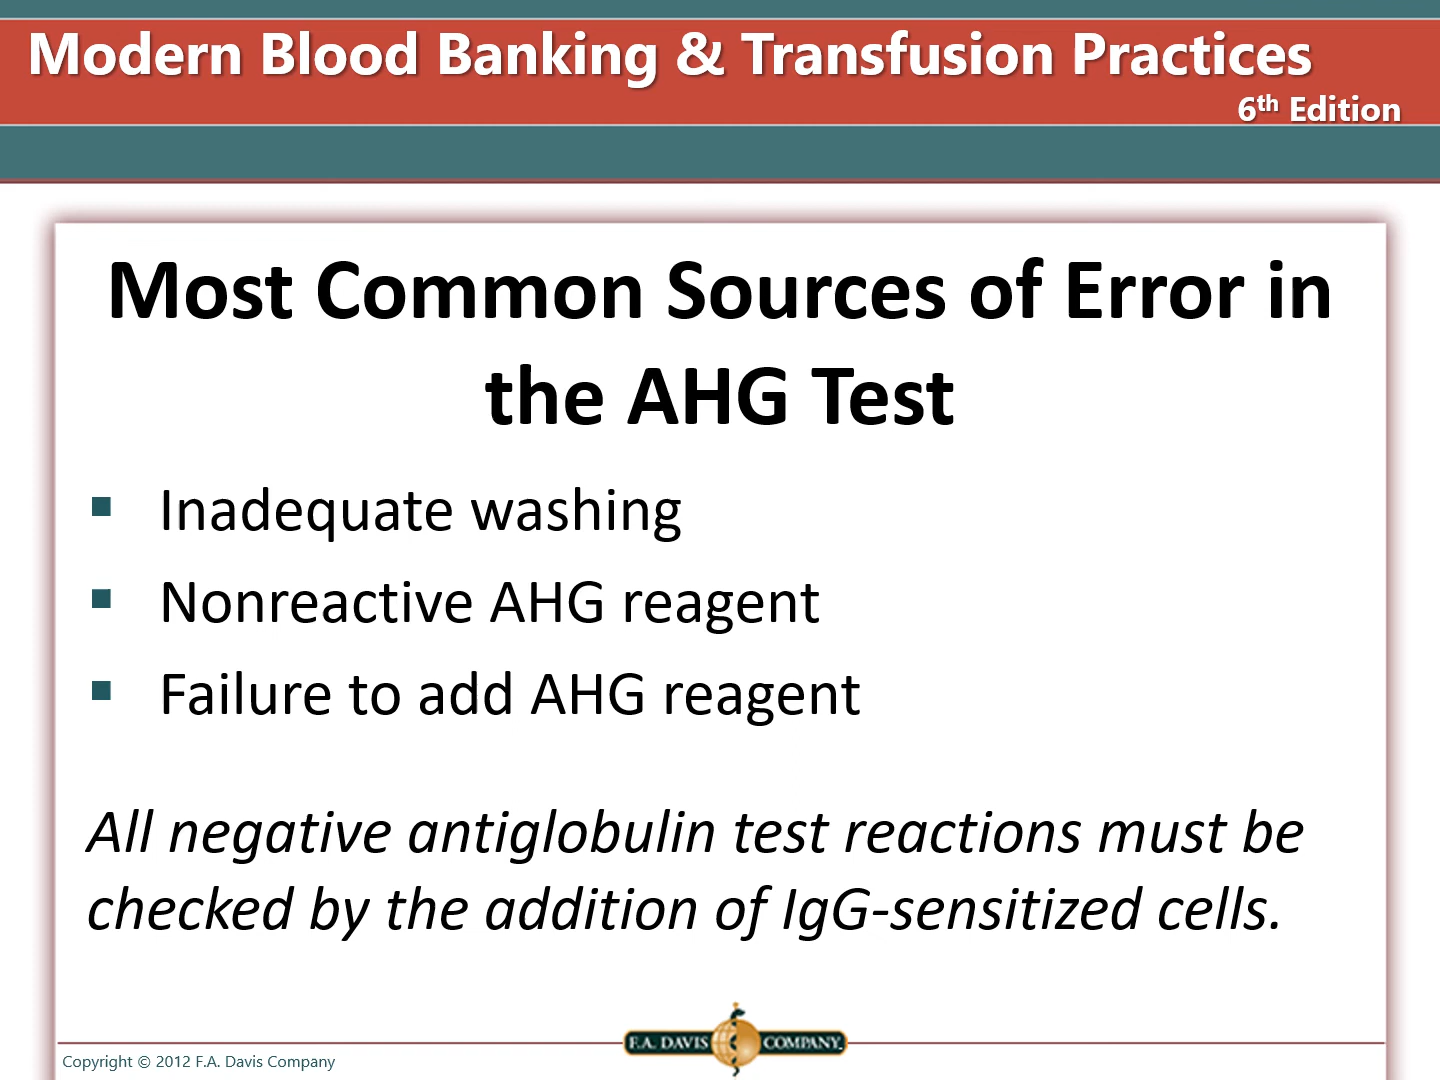 Modern Blood Banking & Transfusion Practices
6th Edition
Most Common Sources of Error in
the AHG Test
▪ Inadequate washing
▪ Nonreactive AHG reagent
▪ Failure to add AHG reagent
All negative antiglobulin test reactions must be
checked by the addition of IgG-sensitized cells.
F.A. DAVIS COMPANY
Copyright © 2012 F.A. Davis Company